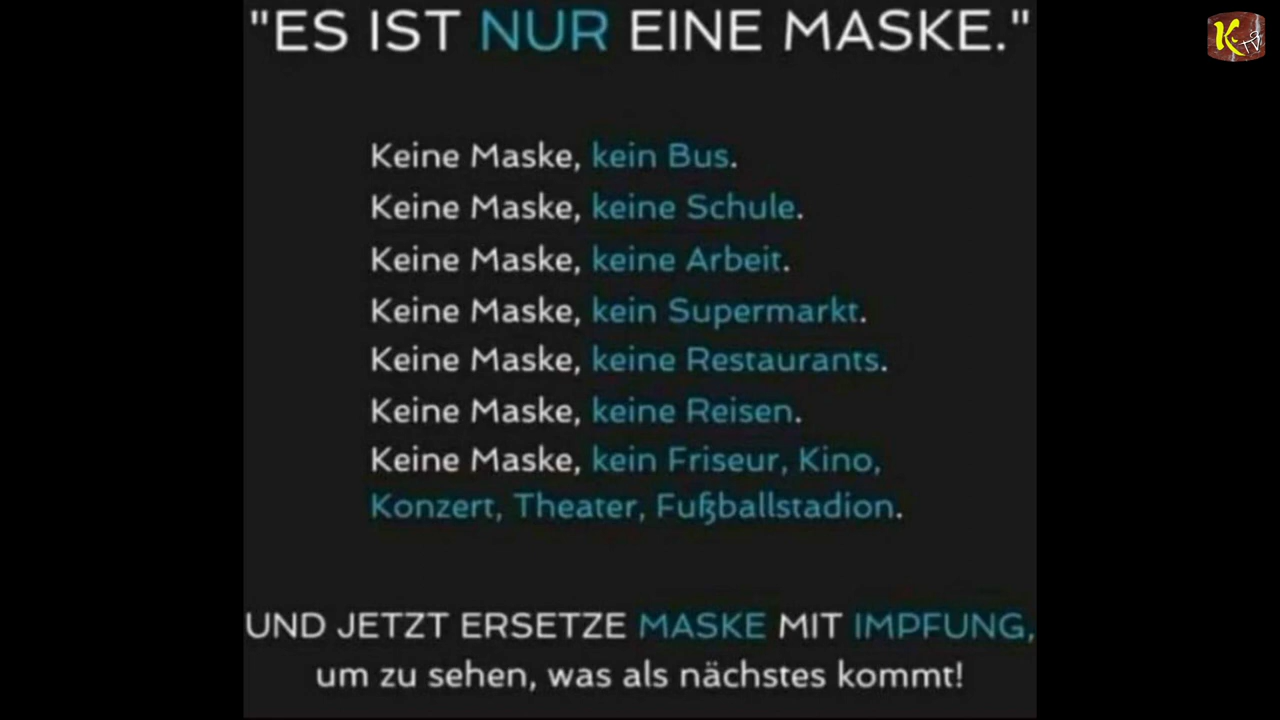 "ES IST NUR EINE MASKE."
Keine Maske, kein Bus.
Keine Maske, keine Schule.
Keine Maske, keine Arbeit.
Keine Maske, kein Supermarkt.
Keine Maske, keine Restaurants.
Keine Maske, keine Reisen.
Keine Maske, kein Friseur, Kino,
Konzert, Theater, Fußballstadion.
UND JETZT ERSETZE MASKE MIT IMPFUNG,
um zu sehen, was als nächstes kommt!